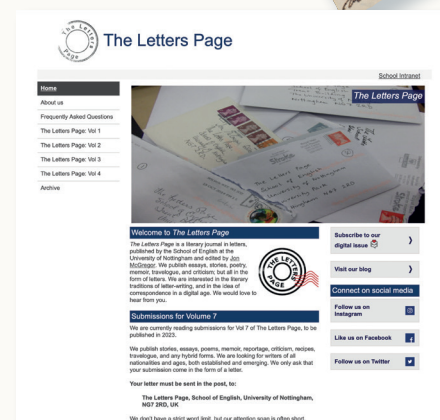 The Letters Page
The Letters Page
School Intranet
Home
About us
Frequently Asked Questions
The Letters Page: Vol 1
The Letters Page: Vol 2
The Letters Page: Vol 3
The Letters Page: Vol 4
Archive
The Letters Page
Welcome to The Letters Page
The Letters Page is a literary journal in letters,
published by the School of English at the
University of Nottingham and edited by Jon
McGregor. We publish essays, stories, poetry,
memoir, travelogue, and criticism; but all in the
form of letters. We are interested in the literary
traditions of letter-writing, and in the idea of
correspondence in a digital age. We would love to
hear from you.
THE LETTERS PAGE
Submissions for Volume 7
We are currently reading submissions for Vol 7 of The Letters Page, to be
published in 2023.
We publish stories, essays, poems, memoir, reportage, criticism, recipes,
travelogue, and any hybrid forms. We are looking for writers of all
nationalities and ages, both established and emerging. We only ask that
your submission come in the form of a letter.
Your letter must be sent in the post, to:
The Letters Page, School of English, University of Nottingham,
NG7 2RD, UK
We don't have a strict word limit, but our attention span is often short
Subscribe to our
digital issue
Visit our blog
Connect on social media
Follow us on
Instagram
Like us on Facebook
Follow us on Twitter